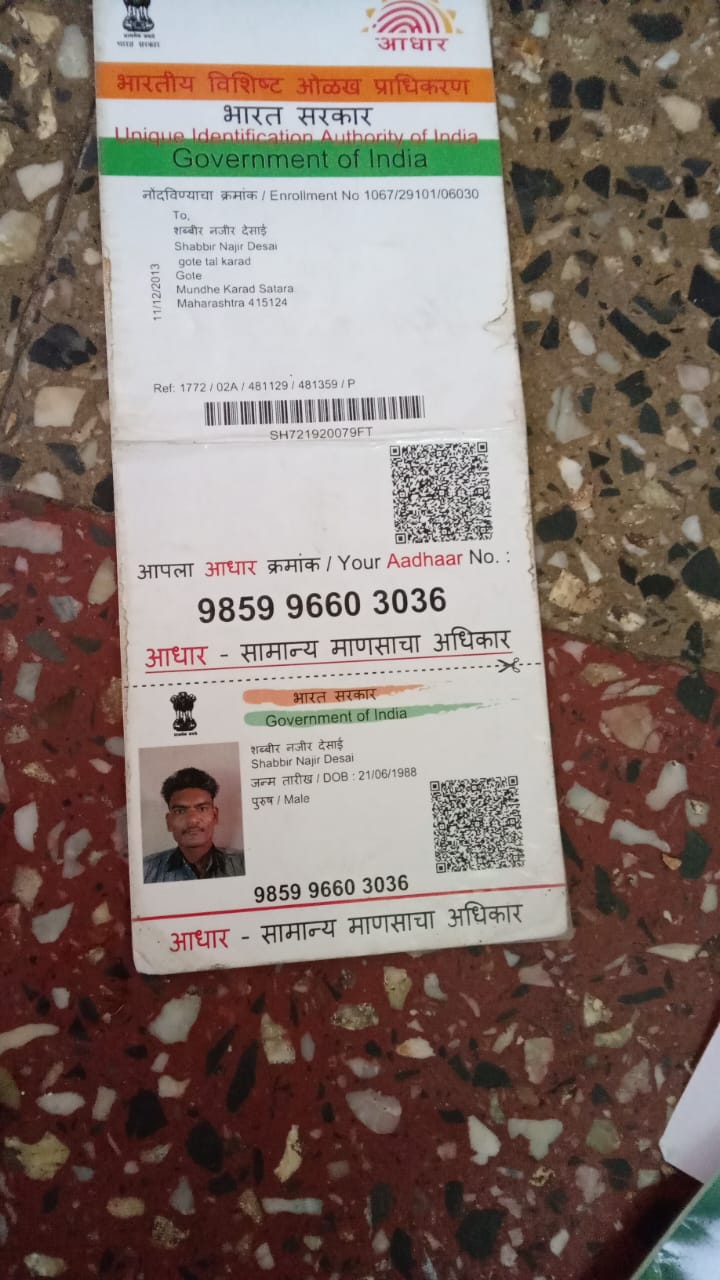 भारत सरकार
आधार
भारतीय विशिष्ट ओळख प्राधिकरण
भारत सरकार
Unique Identification Authority of India
Government of India
नोंदविण्याचा क्रमांक / Enrollment No 1067/29101/06030
To,
शब्बीर नजीर देसाई
Shabbir Najir Desai
gote tal karad
Gote
Mundhe Karad Satara
Maharashtra 415124
11/12/2013
Ref: 1772 / 02A / 481129 / 481359 / P
SH721920079FT
आपला आधार क्रमांक / Your Aadhaar No. :
9859 9660 3036
आधार - सामान्य माणसाचा अधिकार
भारत सरकार
Government of India
शब्बीर नजीर देसाई
Shabbir Najir Desai
जन्म तारीख / DOB : 21/06/1988
पुरुष / Male
9859 9660 3036
आधार - सामान्य माणसाचा अधिकार